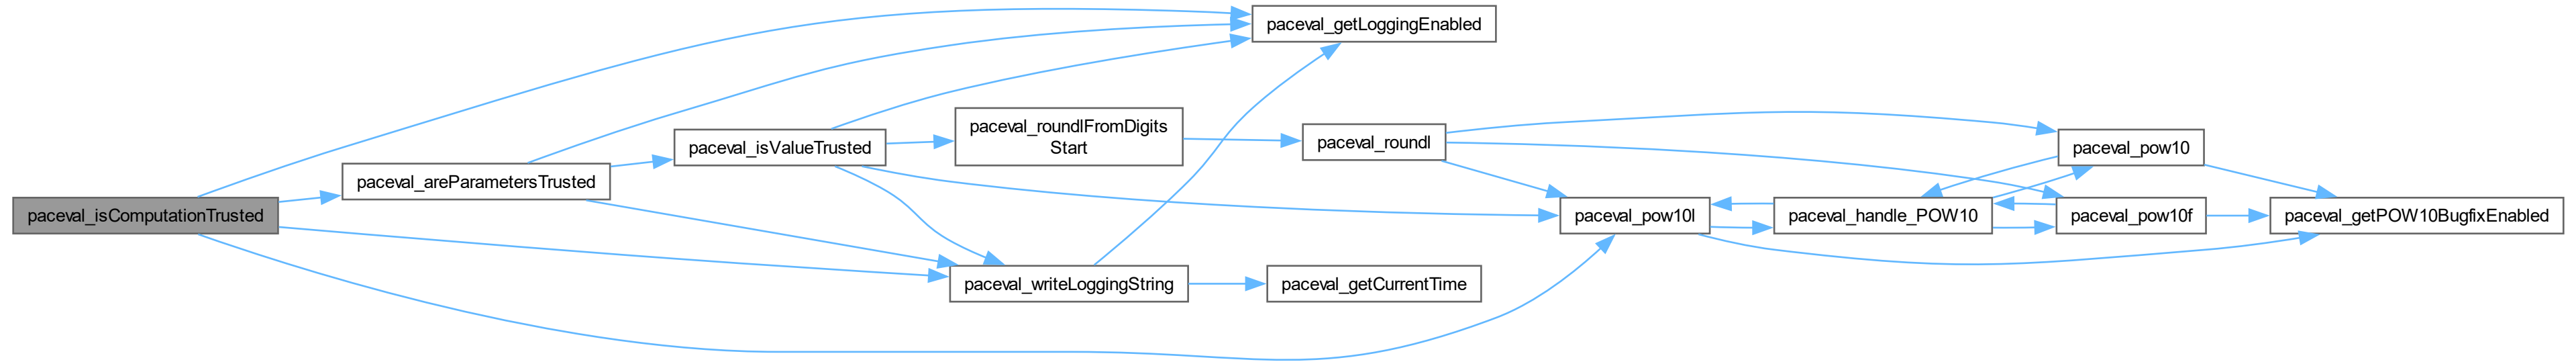 paceval_getLoggingEnabled
paceval_roundlFromDigits
Start
paceval_roundl
paceval_pow10
paceval_isValueTrusted
paceval_areParametersTrusted
paceval_isComputationTrusted
paceval_pow10l
paceval_handle_POW10
paceval_pow10f
paceval_getPOW10BugfixEnabled
paceval_writeLoggingString
paceval_getCurrentTime